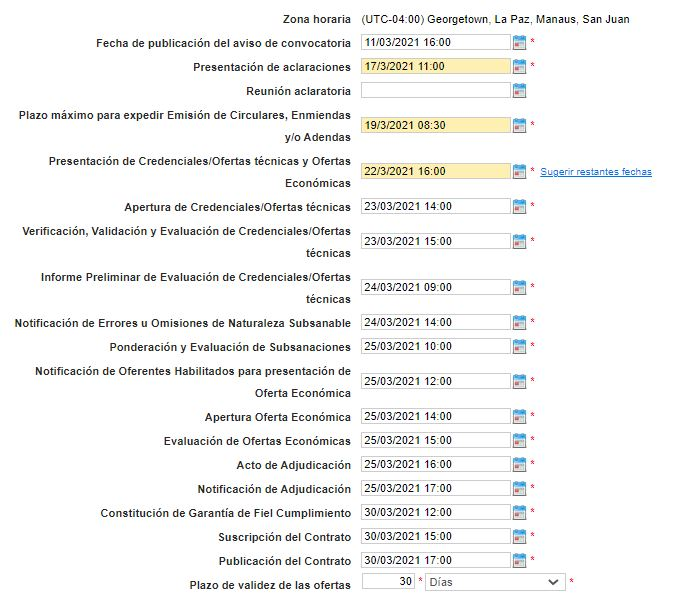 Zona horaria (UTC-04:00) Georgetown, La Paz, Manaus, San Juan
Fecha de publicación del aviso de convocatoria 11/03/2021 16:00 *
Presentación de aclaraciones 17/3/2021 11:00 *
Reunión aclaratoria
Plazo máximo para expedir Emisión de Circulares, Enmiendas
y/o Adendas 19/3/2021 08:30 *
Presentación de Credenciales/Ofertas técnicas y Ofertas
Económicas 22/3/2021 16:00 * Sugerir restantes fechas
Apertura de Credenciales/Ofertas técnicas 23/03/2021 14:00 *
Verificación, Validación y Evaluación de Credenciales/Ofertas
técnicas 23/03/2021 15:00 *
Informe Preliminar de Evaluación de Credenciales/Ofertas
técnicas 24/03/2021 09:00 *
Notificación de Errores u Omisiones de Naturaleza Subsanable 24/03/2021 14:00 *
Ponderación y Evaluación de Subsanaciones 25/03/2021 10:00 *
Notificación de Oferentes Habilitados para presentación de
Oferta Económica 25/03/2021 12:00 *
Apertura Oferta Económica 25/03/2021 14:00 *
Evaluación de Ofertas Económicas 25/03/2021 15:00 *
Acto de Adjudicación 25/03/2021 16:00 *
Notificación de Adjudicación 25/03/2021 17:00 *
Constitución de Garantía de Fiel Cumplimiento 30/03/2021 12:00 *
Suscripción del Contrato 30/03/2021 15:00 *
Publicación del Contrato 30/03/2021 17:00 *
Plazo de validez de las ofertas 30 * Días *